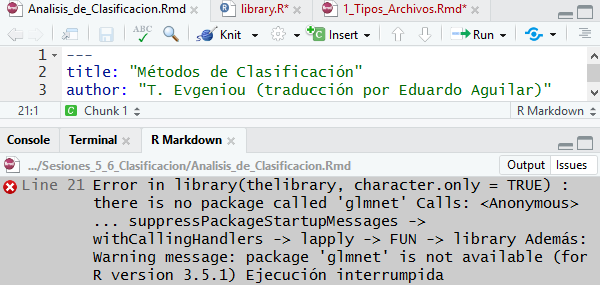 Analisis_de_Clasificacion.Rmd
library.R*
1_Tipos_Archivos.Rmd*
ABC
Knit
Insert
Run
1 ---
2 title: "Métodos de Clasificación"
3 author: "T. Evgeniou (traducción por Eduardo Aguilar)"
21:1 Chunk 1 R Markdown
Console Terminal R Markdown
.../Sesiones_5_6_Clasificacion/Analisis_de_Clasificacion.Rmd Output Issues
Line 21 Error in library(thelibrary, character.only = TRUE) :
there is no package called 'glmnet' Calls: <Anonymous>
... suppressPackageStartupMessages ->
withCallingHandlers -> lapply -> FUN -> library Además:
Warning message: package 'glmnet' is not available (for
R version 3.5.1) Ejecución interrumpida